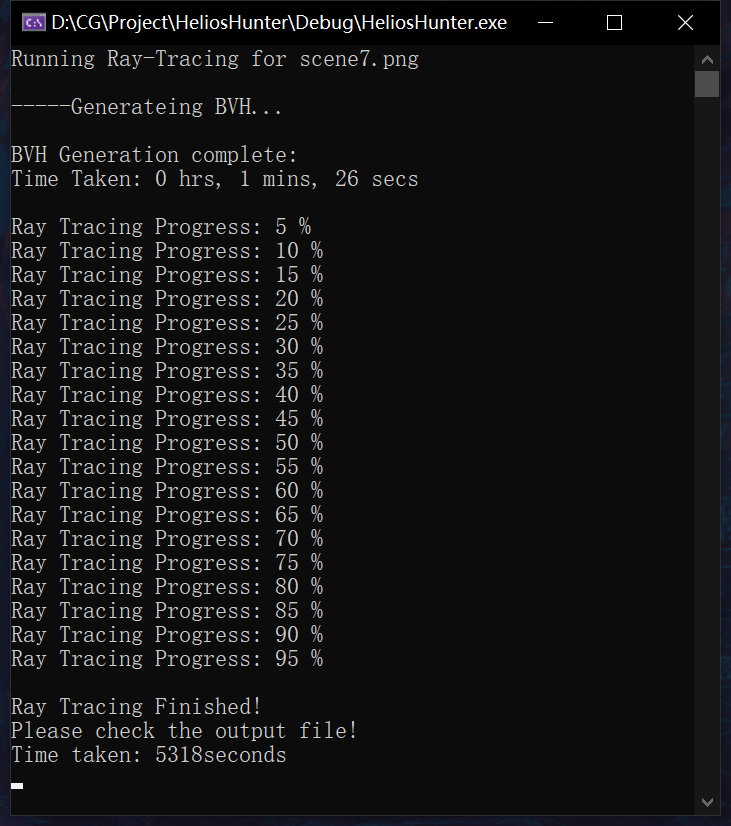 D:\CG\Project\HeliosHunter\Debug\HeliosHunter.exe
Running Ray-Tracing for scene7.png
-----Generateing BVH...
BVH Generation complete:
Time Taken: 0 hrs, 1 mins, 26 secs
Ray Tracing Progress: 5 %
Ray Tracing Progress: 10 %
Ray Tracing Progress: 15 %
Ray Tracing Progress: 20 %
Ray Tracing Progress: 25 %
Ray Tracing Progress: 30 %
Ray Tracing Progress: 35 %
Ray Tracing Progress: 40 %
Ray Tracing Progress: 45 %
Ray Tracing Progress: 50 %
Ray Tracing Progress: 55 %
Ray Tracing Progress: 60 %
Ray Tracing Progress: 65 %
Ray Tracing Progress: 70 %
Ray Tracing Progress: 75 %
Ray Tracing Progress: 80 %
Ray Tracing Progress: 85 %
Ray Tracing Progress: 90 %
Ray Tracing Progress: 95 %
Ray Tracing Finished!
Please check the output file!
Time taken: 5318seconds